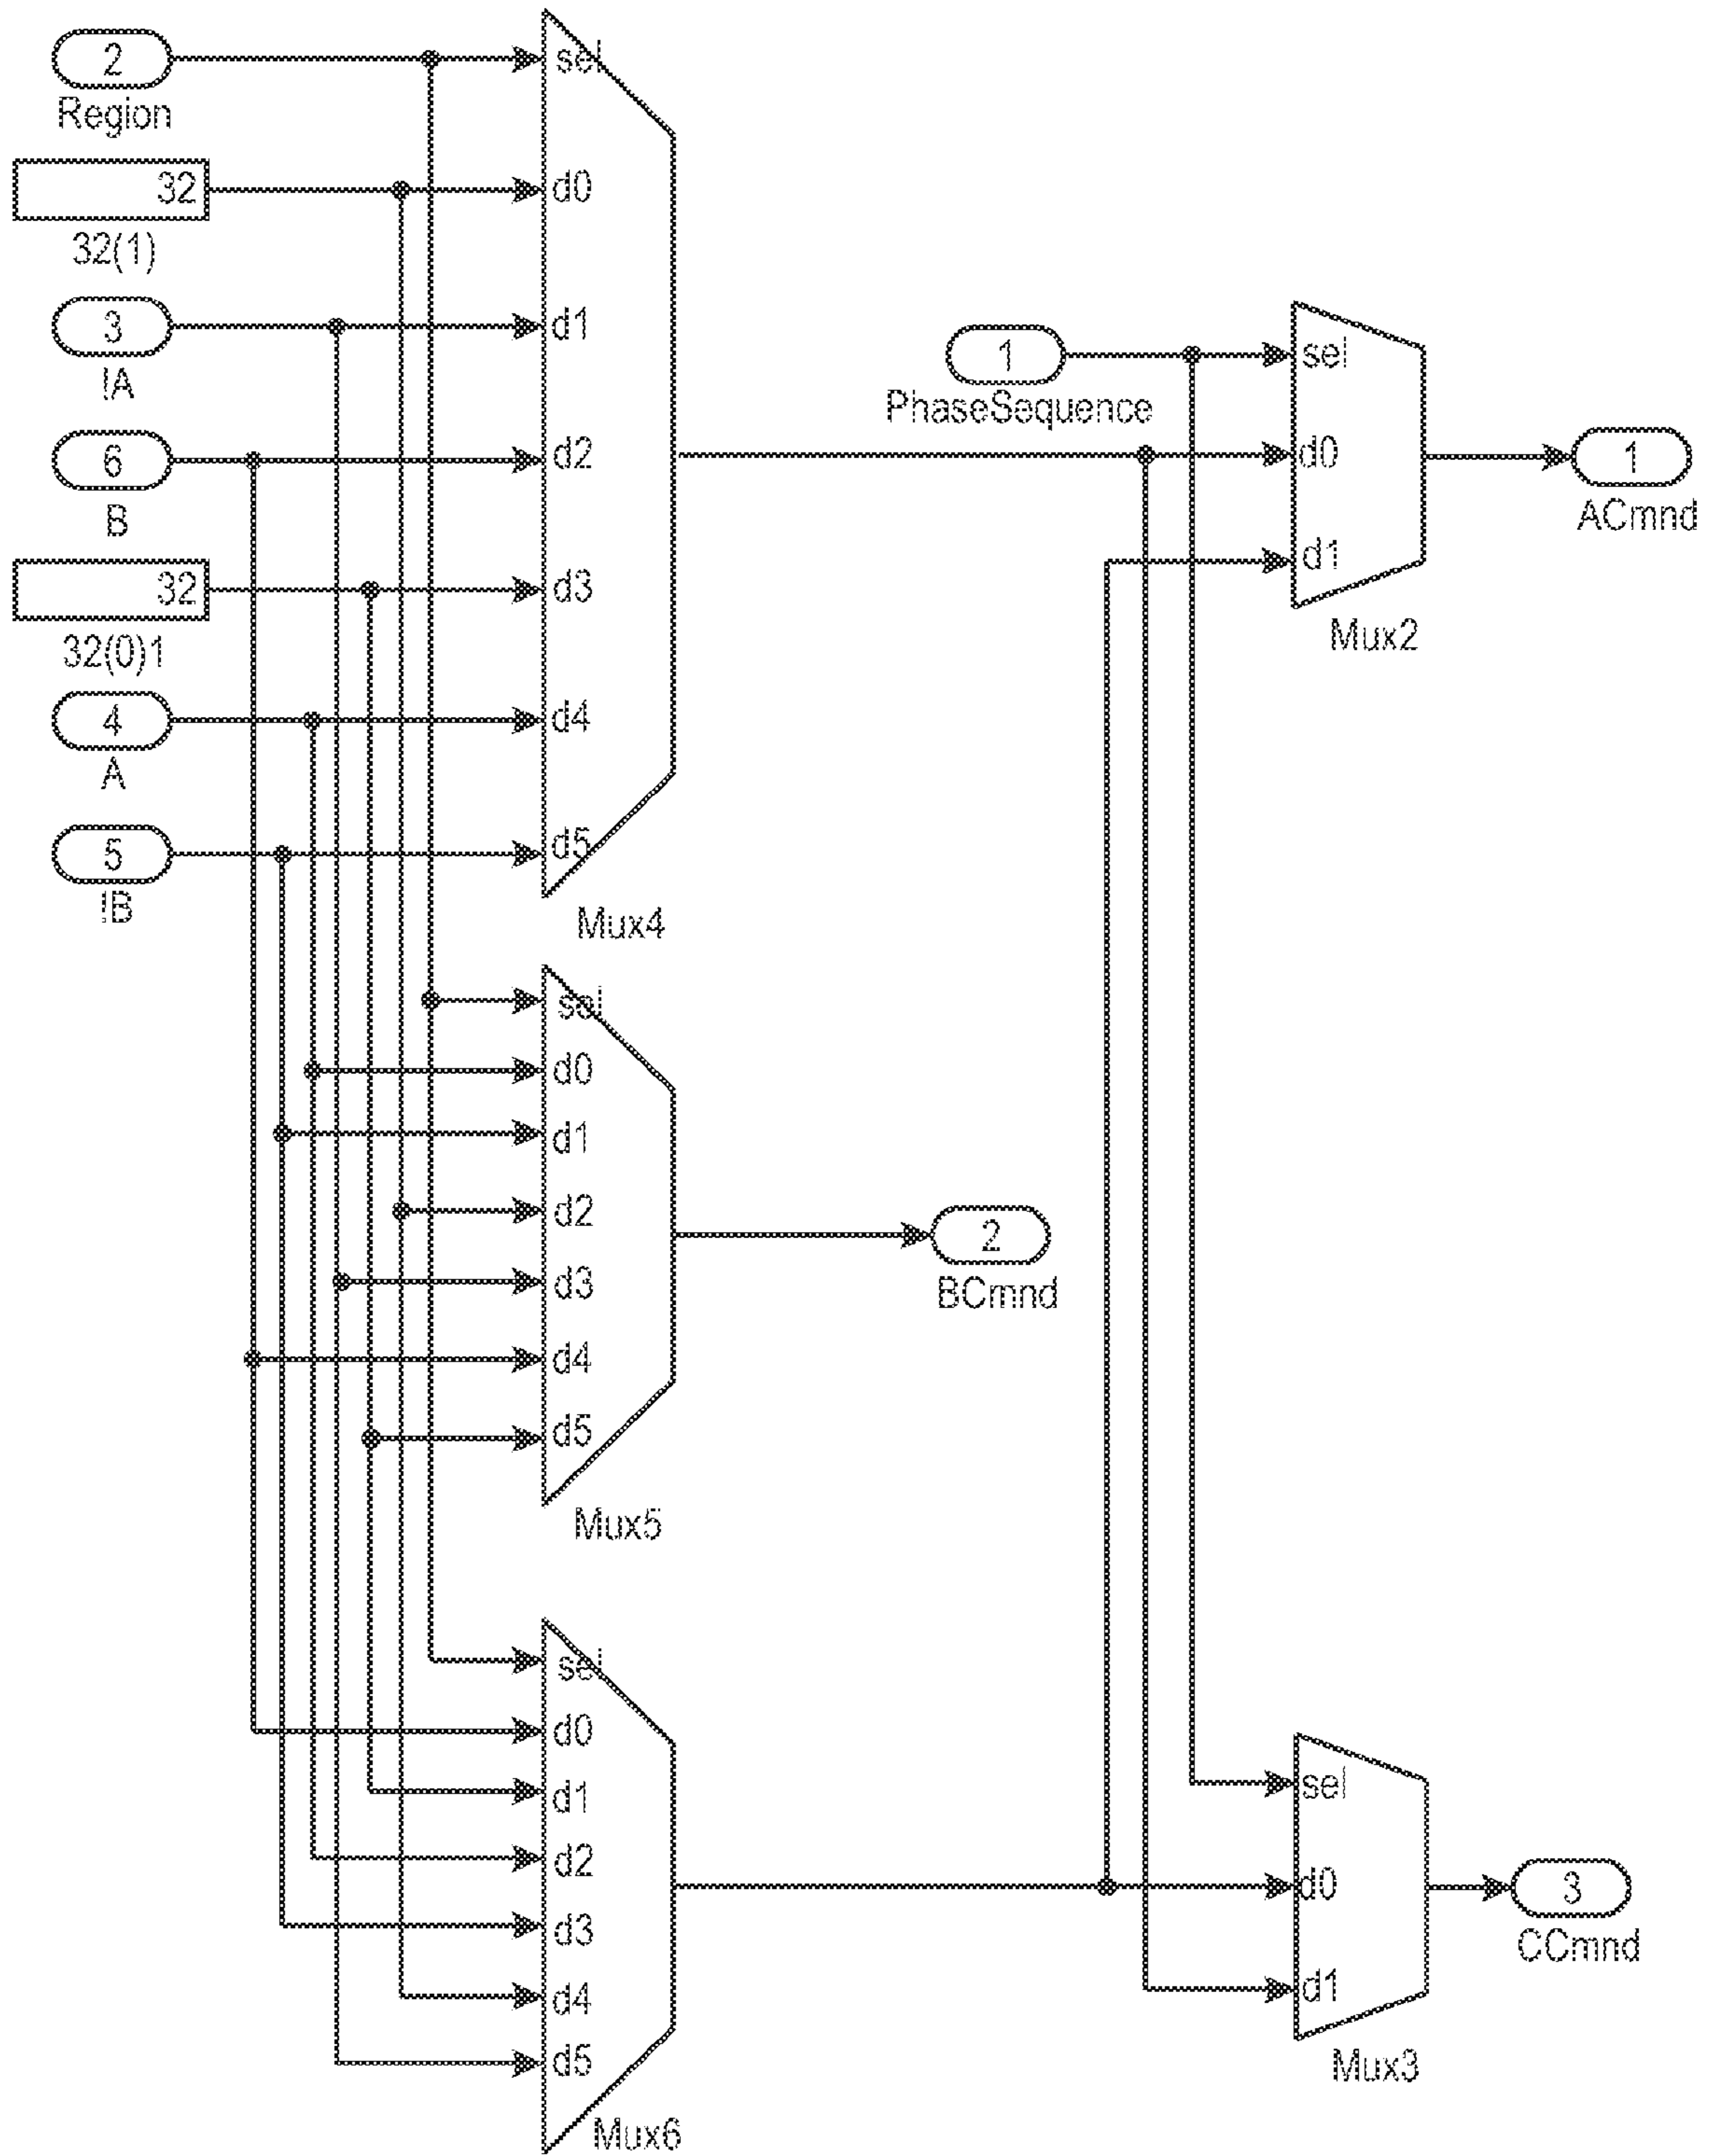 2
Region
sel
32
32(1)
d0
3
!A
d1
6
B
d2
32
32(0)1
d3
4
A
d4
5
!B
d5
Mux4
1
PhaseSequence
sel
d0
d1
Mux2
1
ACmnd
sel
d0
d1
d2
d3
d4
d5
Mux5
2
BCmnd
sel
d0
d1
d2
d3
d4
d5
Mux6
sel
d0
d1
Mux3
3
CCmnd